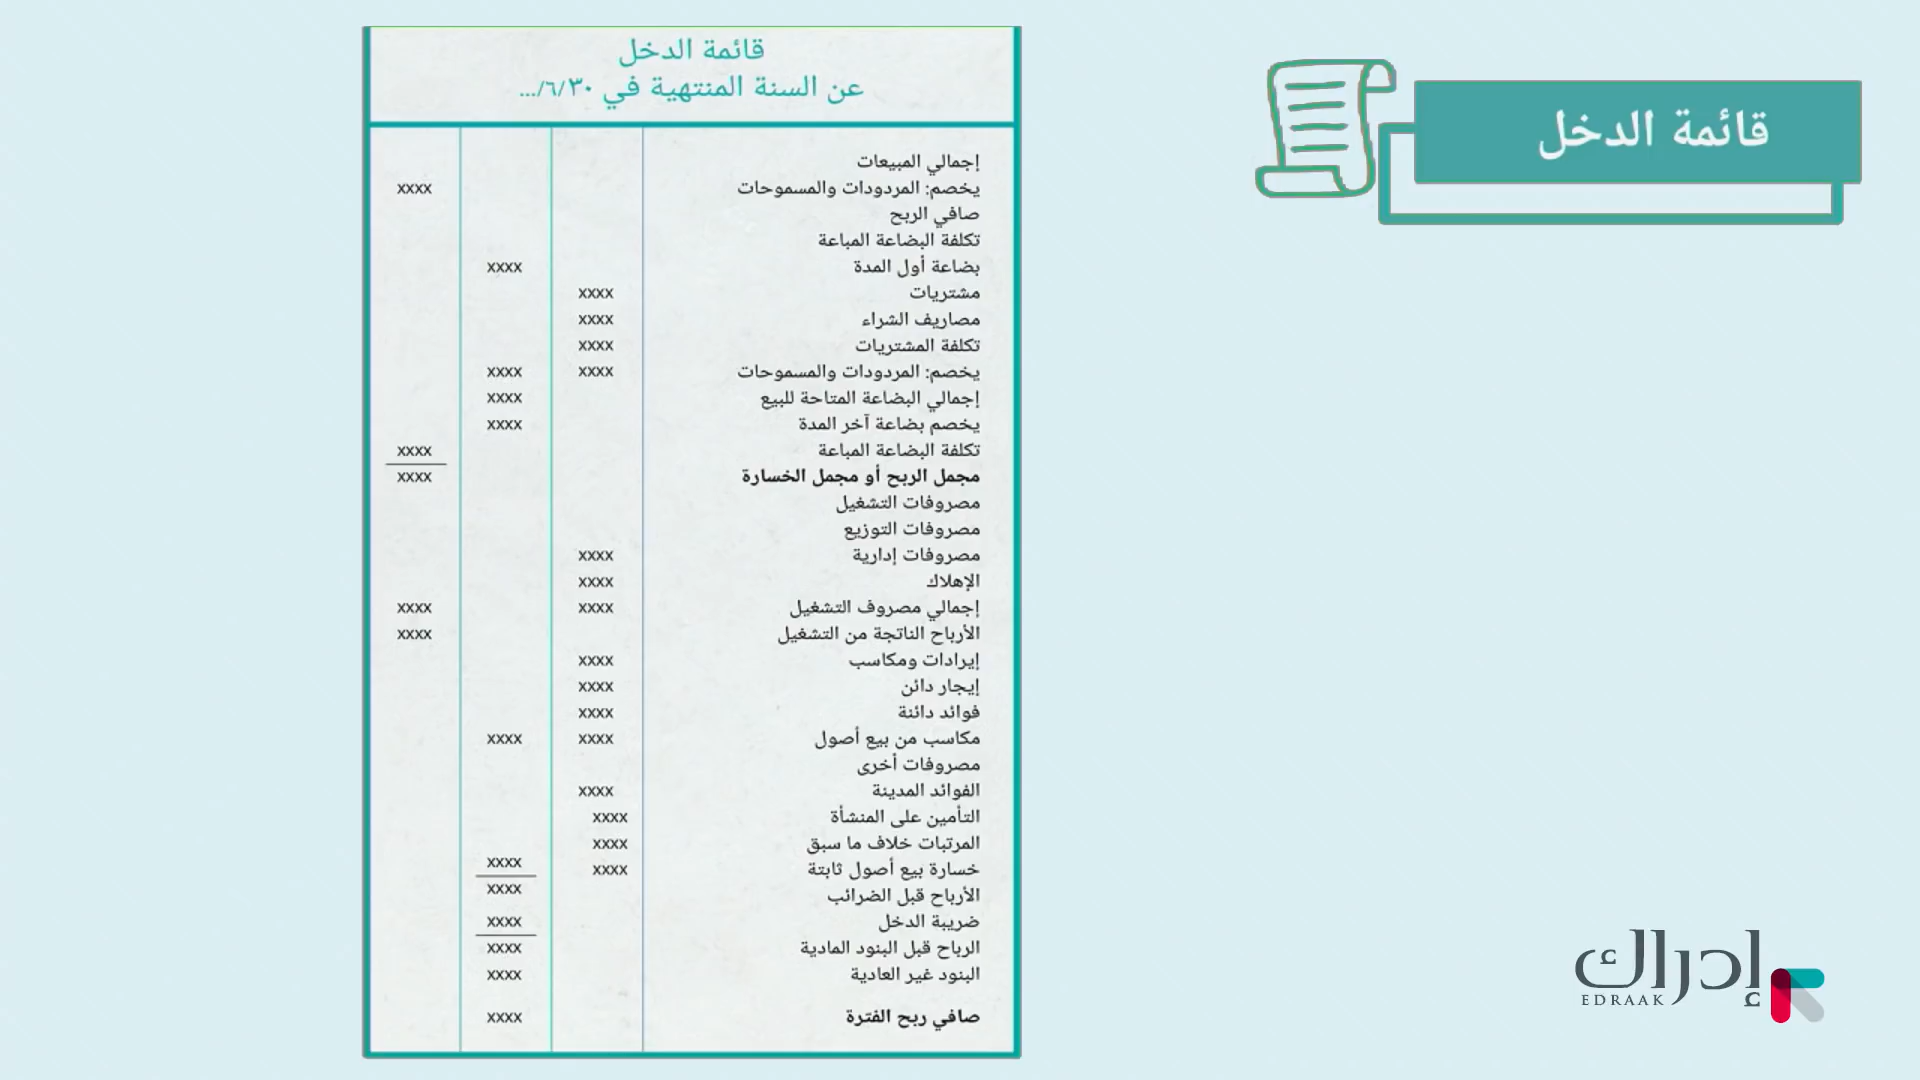 قائمة الدخل
قائمة الدخل
عن السنة المنتهية في ٦/٣٠/...
إجمالي المبيعات
يخصم: المردودات والمسموحات xxxx
صافي الربح
تكلفة البضاعة المباعة
بضاعة أول المدة xxxx
مشتريات xxxx
مصاريف الشراء xxxx
تكلفة المشتريات xxxx
يخصم: المردودات والمسموحات xxxx xxxx
إجمالي البضاعة المتاحة للبيع xxxx
يخصم بضاعة آخر المدة xxxx
تكلفة البضاعة المباعة xxxx
مجمل الربح أو مجمل الخسارة xxxx
مصروفات التشغيل
مصروفات التوزيع
مصروفات إدارية xxxx
الإهلاك xxxx
إجمالي مصروف التشغيل xxxx xxxx
الأرباح الناتجة من التشغيل xxxx
إيرادات ومكاسب xxxx
إيجار دائن xxxx
فوائد دائنة xxxx
مكاسب من بيع أصول xxxx xxxx
مصروفات أخرى
الفوائد المدينة xxxx
التأمين على المنشأة xxxx
المرتبات خلاف ما سبق xxxx
خسارة بيع أصول ثابتة xxxx xxxx
الأرباح قبل الضرائب xxxx
ضريبة الدخل xxxx
الرباح قبل البنود المادية xxxx
البنود غير العادية xxxx
صافي ربح الفترة xxxx
إدراك
EDRAAK